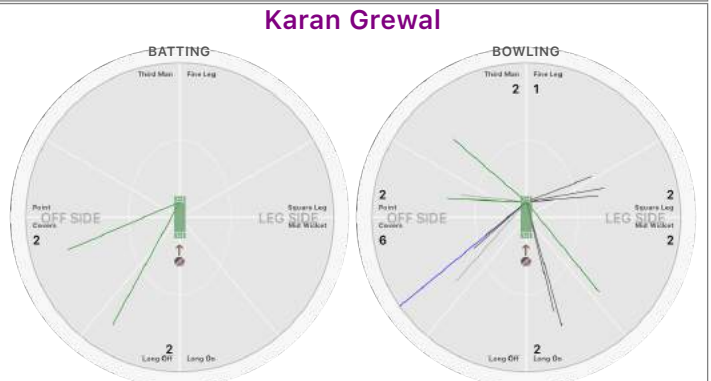 Karan Grewal
BATTING
Third Man Fine Leg
Point
OFF SIDE
Covers
2
Square Leg
LEG SIDE
Mid Wicket
2
Long Off Long On
BOWLING
Third Man Fine Leg
2 1
2
Point
OFF SIDE
Covers
6
2
Square Leg
LEG SIDE
Mid Wicket
2
2
Long Off Long On